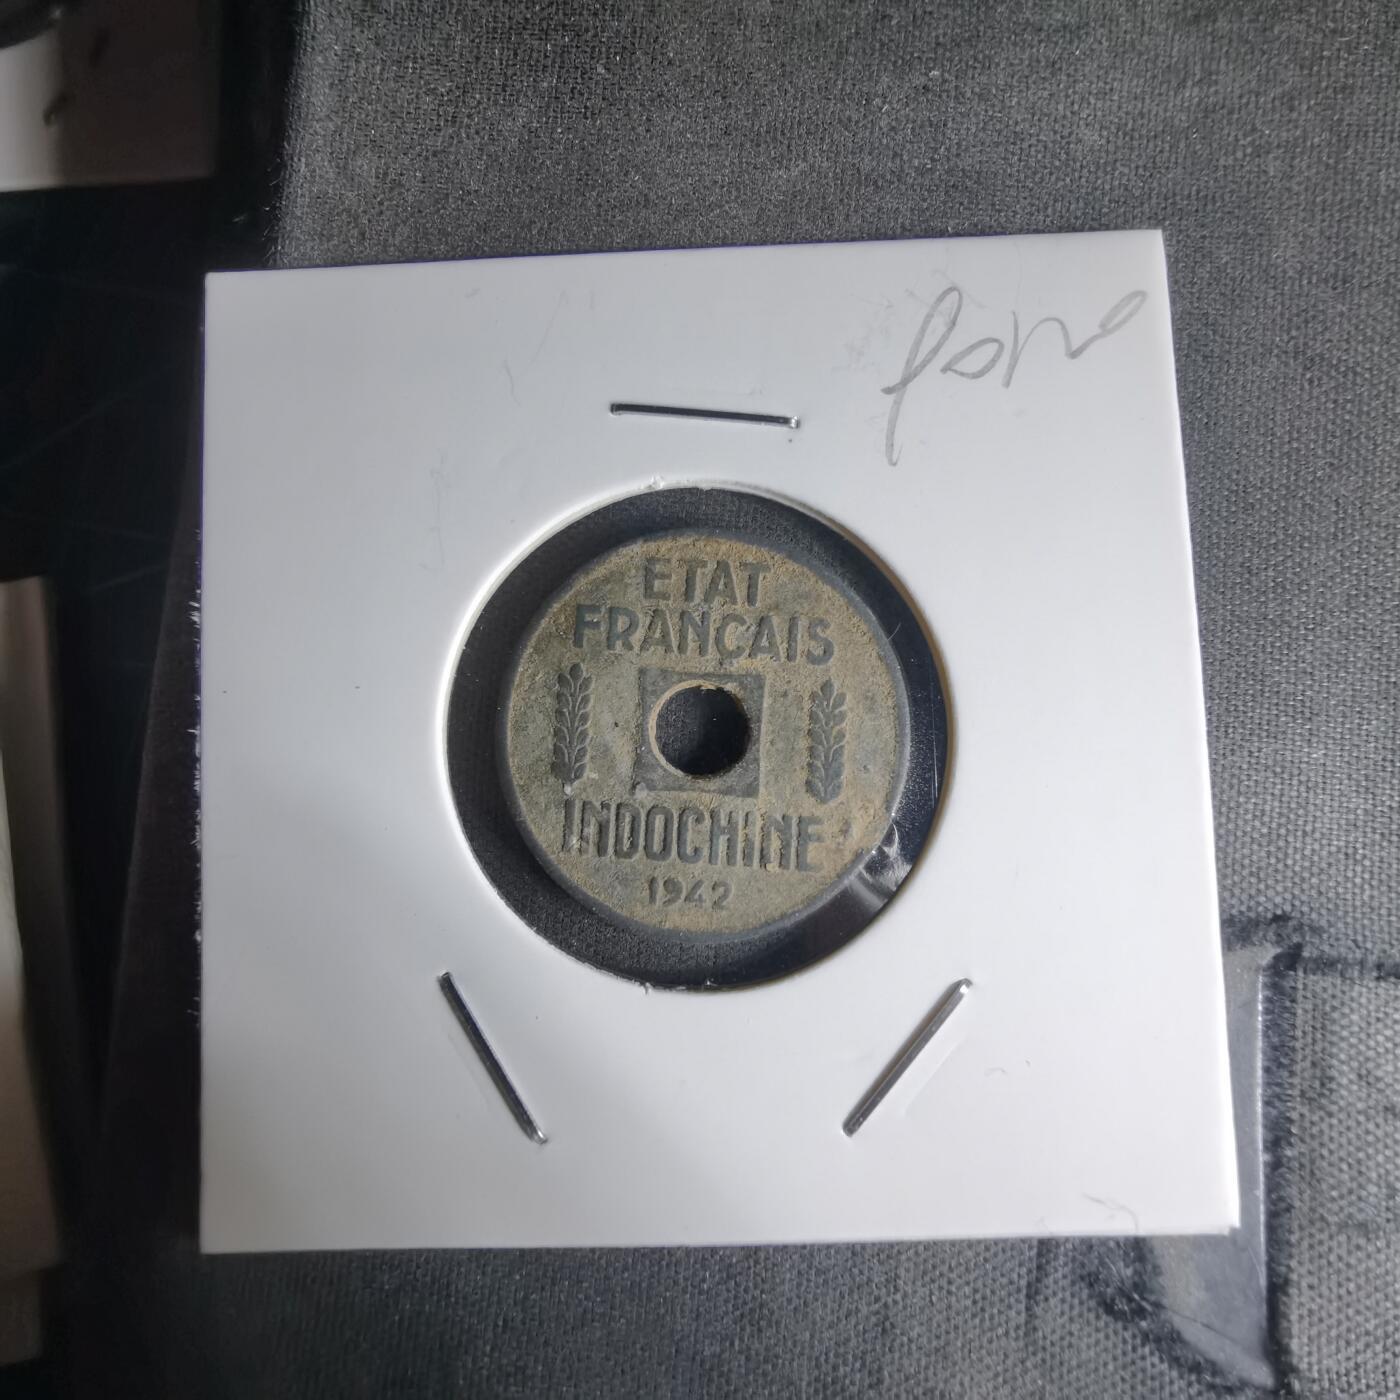 ETAT
FRANÇAIS
INDOCHINE
1942